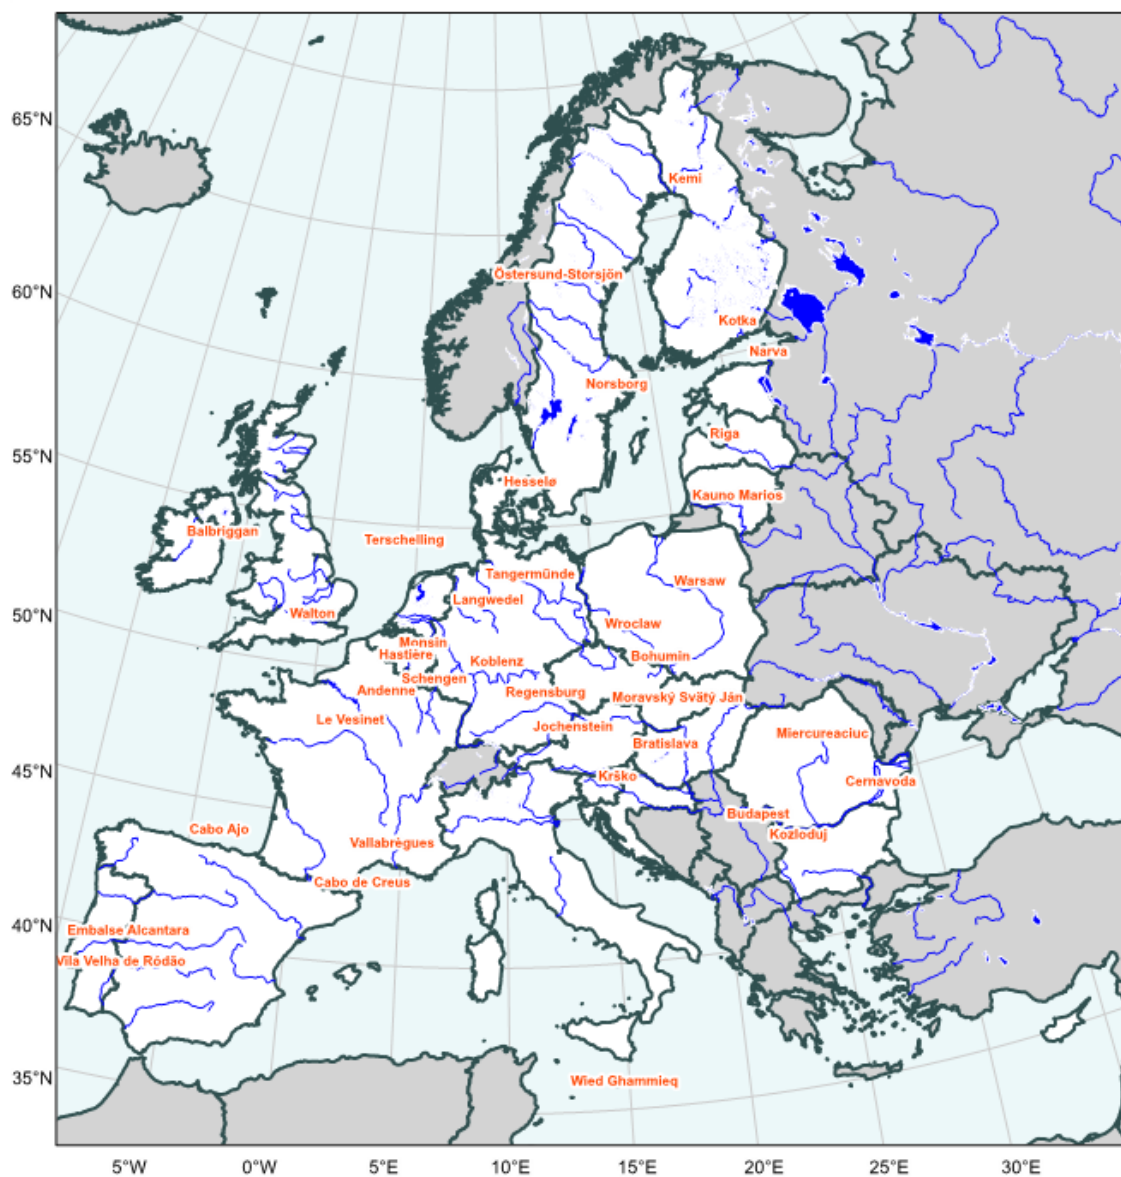 65°N
Kemi
Östersund-Storsjön
60°N
Kotka
Narva
Norsborg
Riga
55°N
Hesselø
Kauno Marios
Balbriggan
Terschelling
Tangermünde
Warsaw
Langwedel
50°N
Walton
Wroclaw
Monsin
Hastière
Bohumin
Koblenz
Schengen
Andenne
Regensburg
Moravský Svätý Ján
Le Vesinet
Jochenstein
Miercureaciuc
Bratislava
45°N
Krško
Cernavoda
Budapest
Cabo Ajo
Kozloduj
Vallabrègues
Cabo de Creus
40°N
Embalse Alcantara
Vila Velha de Ródão
35°N
Wied Ghammieq
5°W
0°W
5°E
10°E
15°E
20°E
25°E
30°E